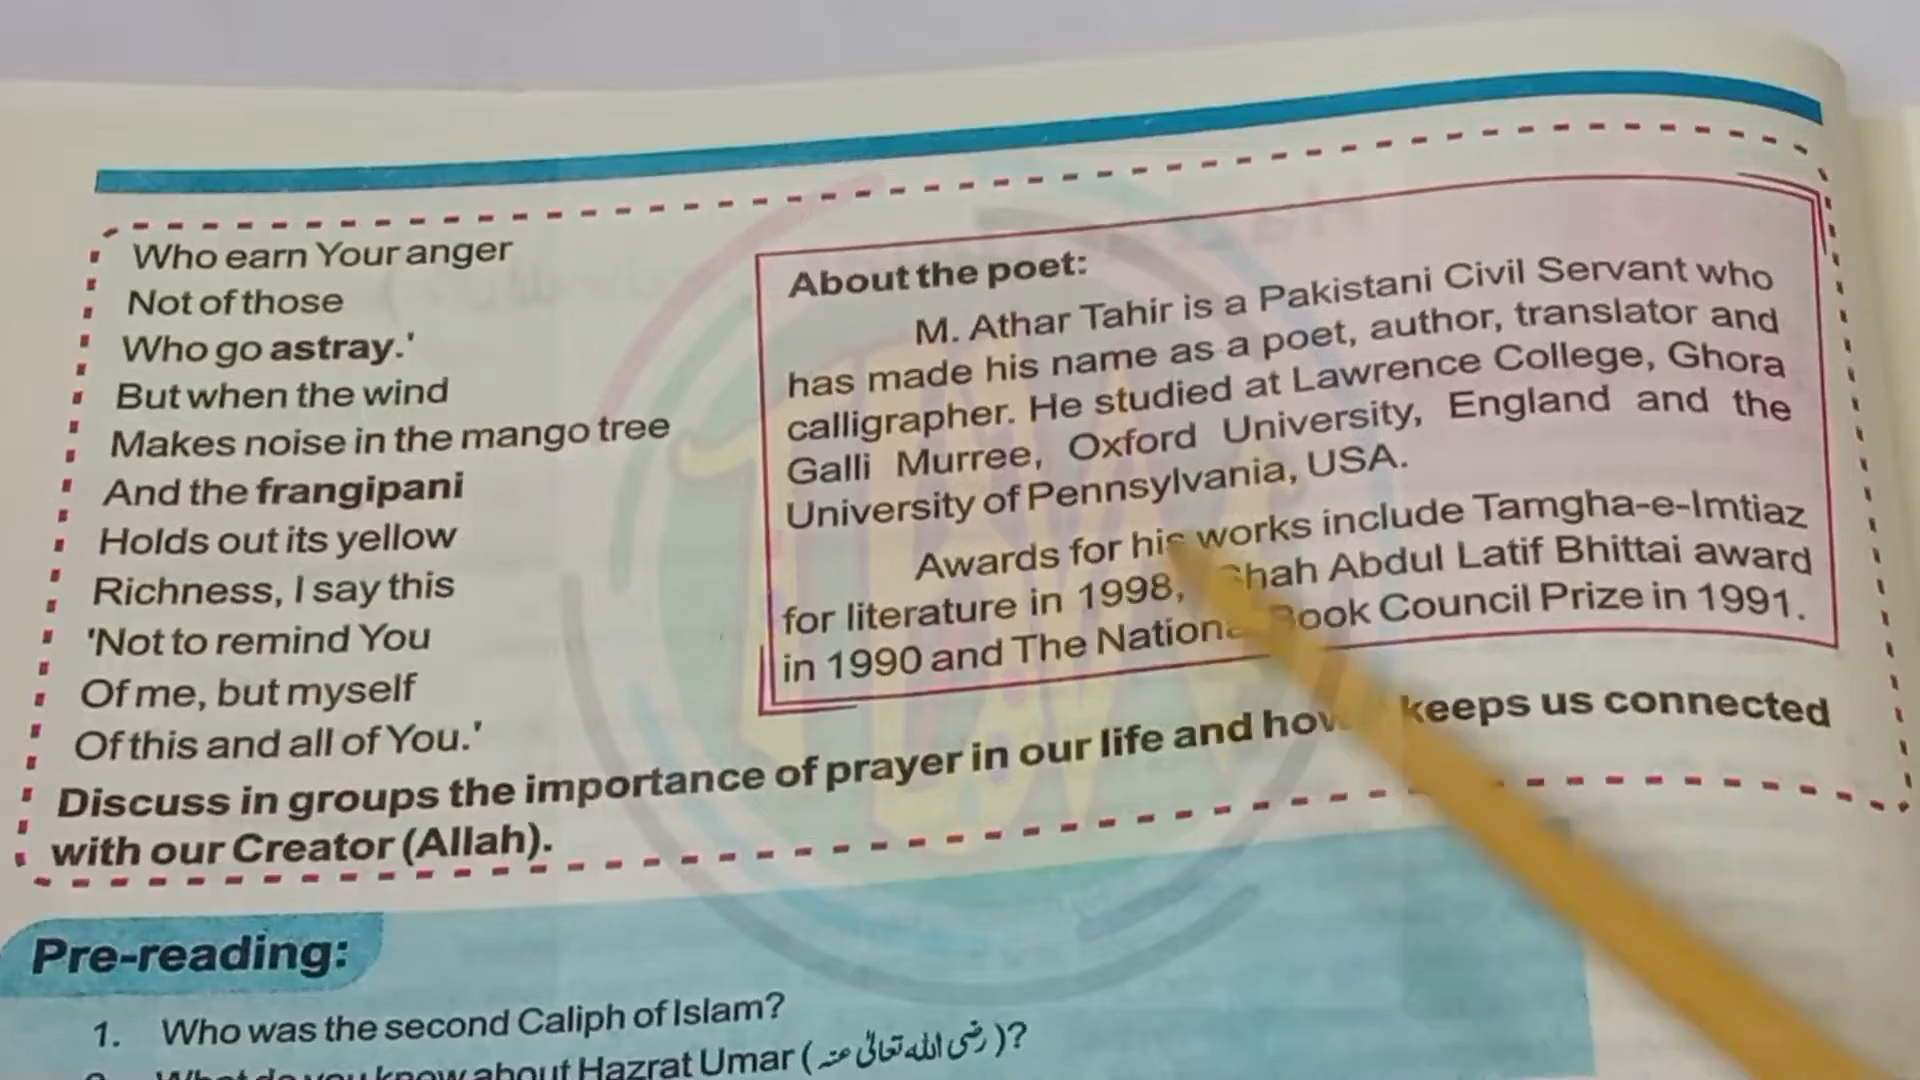 Who earn Your anger
Not of those
Who go astray.'
But when the wind
Makes noise in the mango tree
And the frangipani
Holds out its yellow
Richness, I say this
'Not to remind You
Of me, but myself
Of this and all of You.'
About the poet:
M. Athar Tahir is a Pakistani Civil Servant who
has made his name as a poet, author, translator and
calligrapher. He studied at Lawrence College, Ghora
Galli Murree, Oxford University, England and the
University of Pennsylvania, USA.
Awards for his works include Tamgha-e-Imtiaz
for literature in 1998, Shah Abdul Latif Bhittai award
in 1990 and The National Book Council Prize in 1991.
Discuss in groups the importance of prayer in our life and how keeps us connected
with our Creator (Allah).
Pre-reading:
1. Who was the second Caliph of Islam?
What do you know about Hazrat Umar (رضی اللہ تعالیٰ عنہ)?